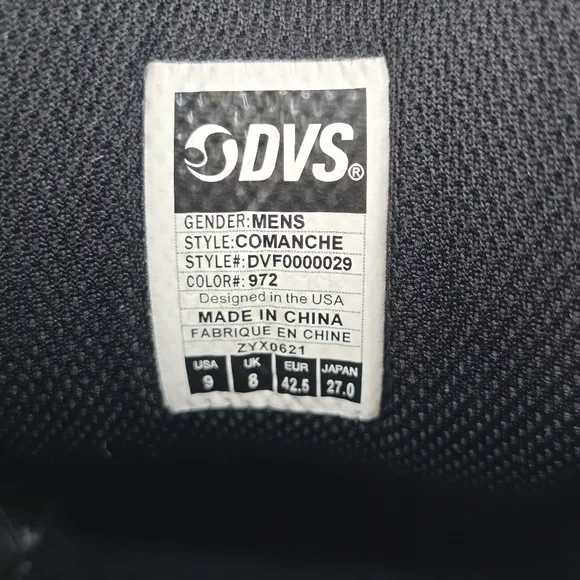 DVS®
GENDER: MENS
STYLE: COMANCHE
STYLE#: DVF0000029
COLOR#: 972
Designed in the USA
MADE IN CHINA
FABRIQUE EN CHINE
ZYX0621
USA UK EUR JAPAN
9 8 42.5 27.0